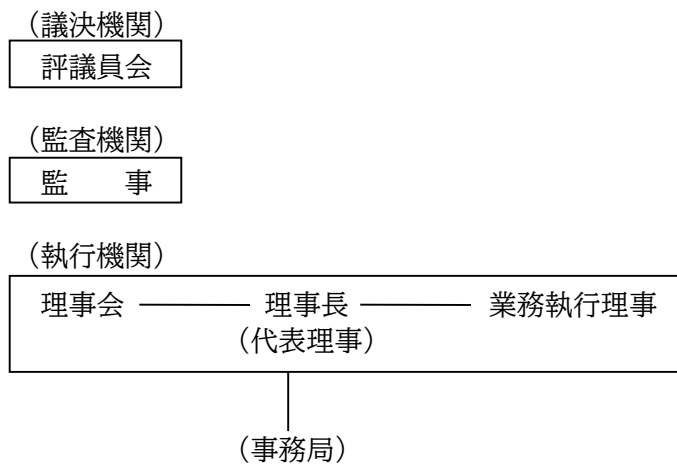 （議決機関）
評議員会
（監査機関）
監　　事
（執行機関）
理事会　理事長　業務執行理事
（代表理事）
（事務局）